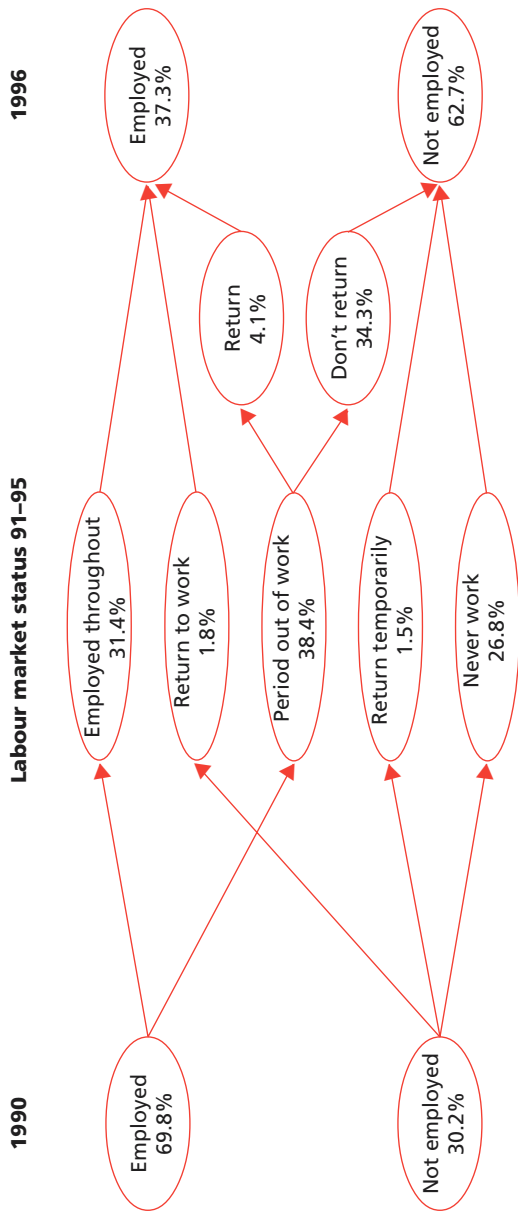 1990
Labour market status 91–95
1996
Employed
69.8%
Not employed
30.2%
Employed throughout
31.4%
Return to work
1.8%
Period out of work
38.4%
Return temporarily
1.5%
Never work
26.8%
Return
4.1%
Don't return
34.3%
Employed
37.3%
Not employed
62.7%